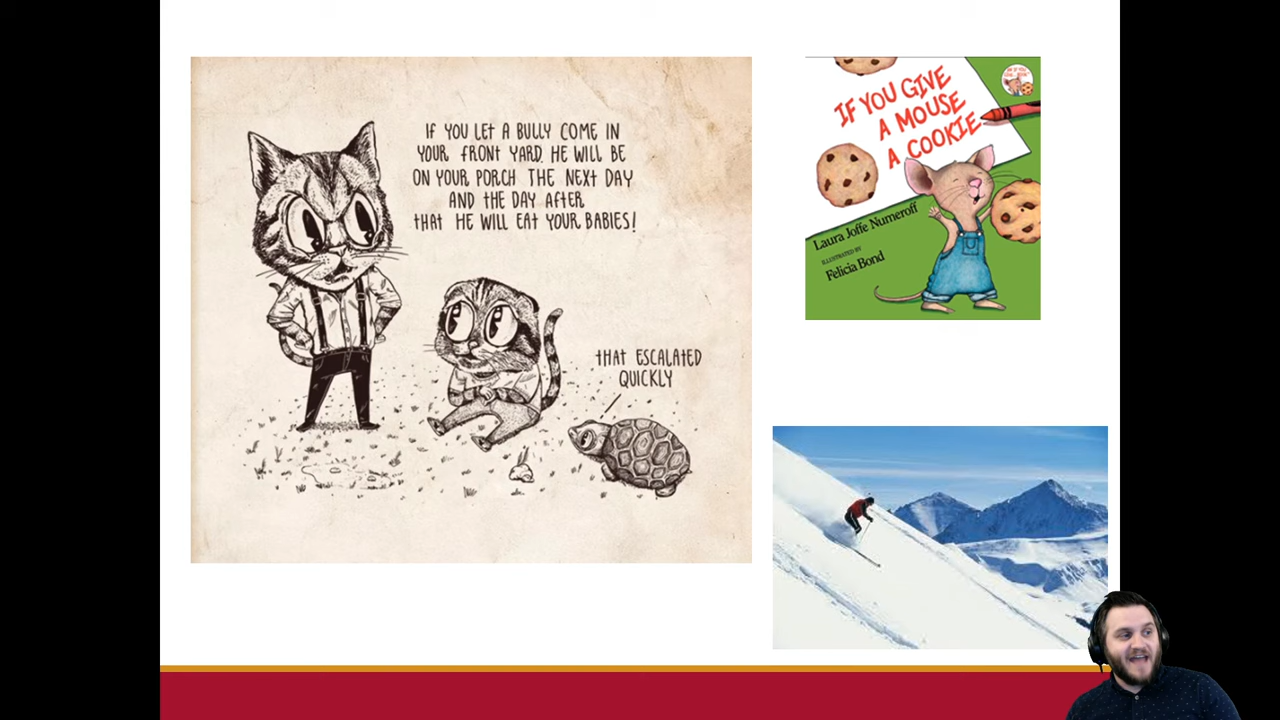 IF YOU LET A BULLY COME IN
YOUR FRONT YARD, HE WILL BE
ON YOUR PORCH THE NEXT DAY
AND THE DAY AFTER
THAT HE WILL EAT YOUR BABIES!
THAT ESCALATED
QUICKLY
IF YOU GIVE
A MOUSE
A COOKIE
Laura Joffe Numeroff
ILLUSTRATED BY
Felicia Bond